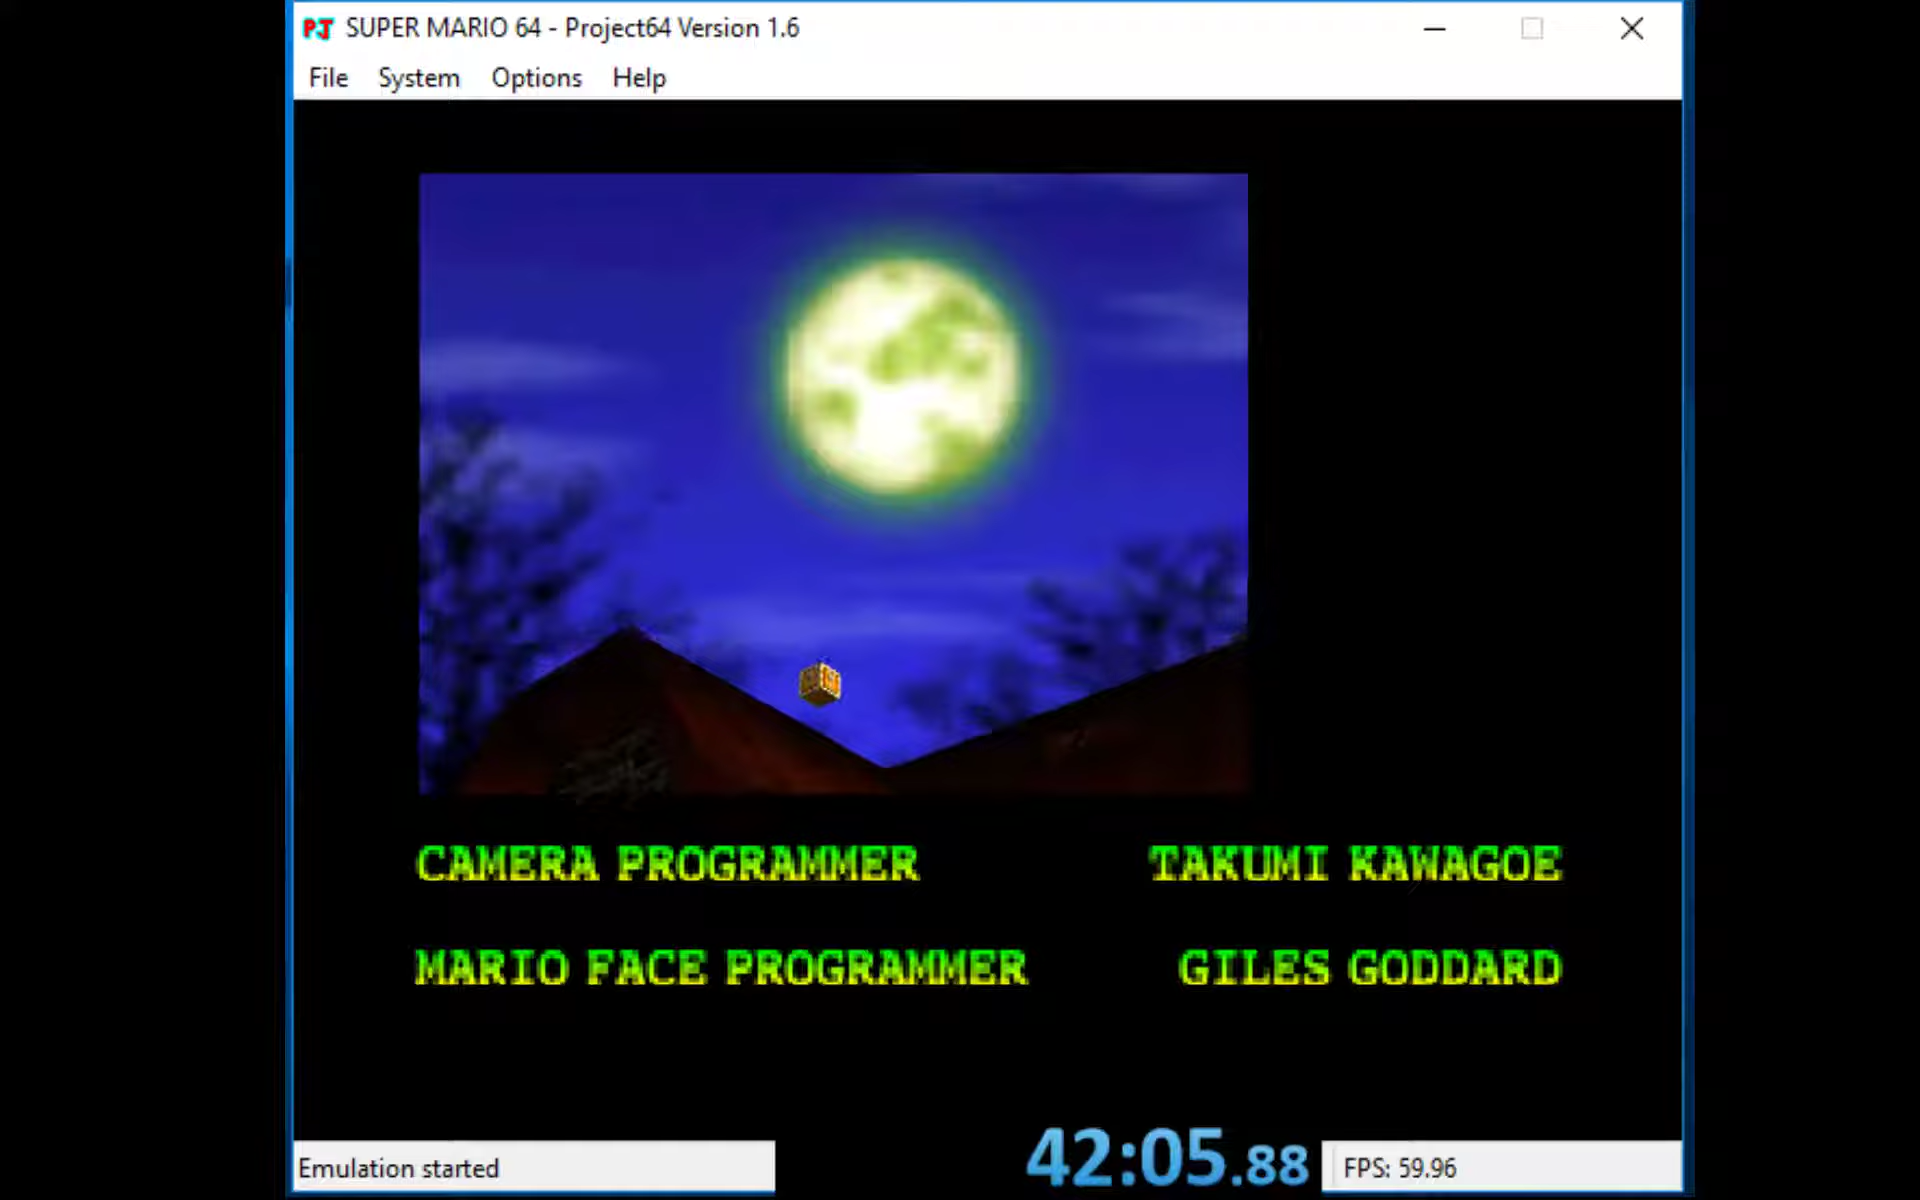 SUPER MARIO 64 - Project64 Version 1.6
File System Options Help
CAMERA PROGRAMMER TAKUMI KAWAGOE
MARIO FACE PROGRAMMER GILES GODDARD
Emulation started 42:05.88 FPS: 59.96